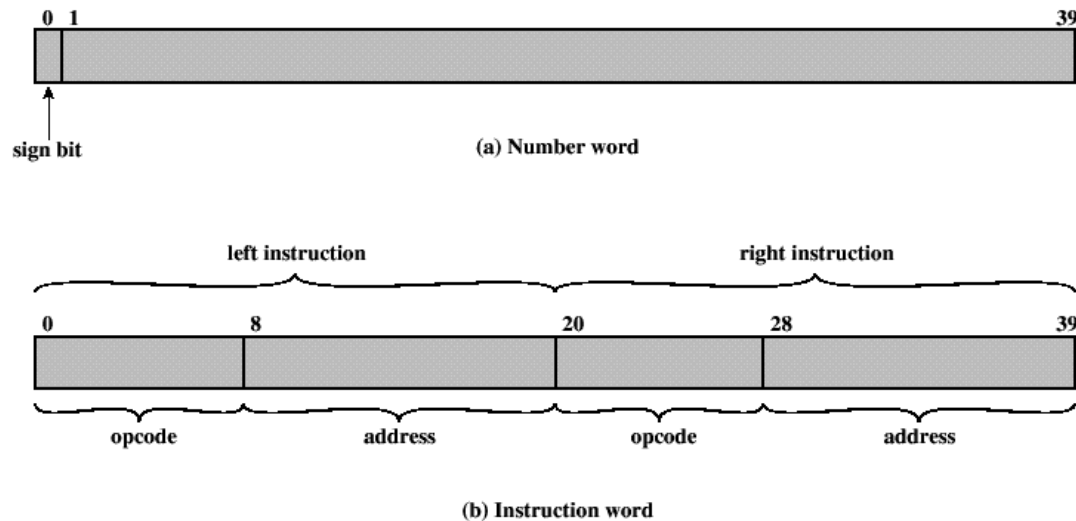 0 1 39
sign bit
(a) Number word
left instruction right instruction
0 8 20 28 39
opcode address opcode address
(b) Instruction word